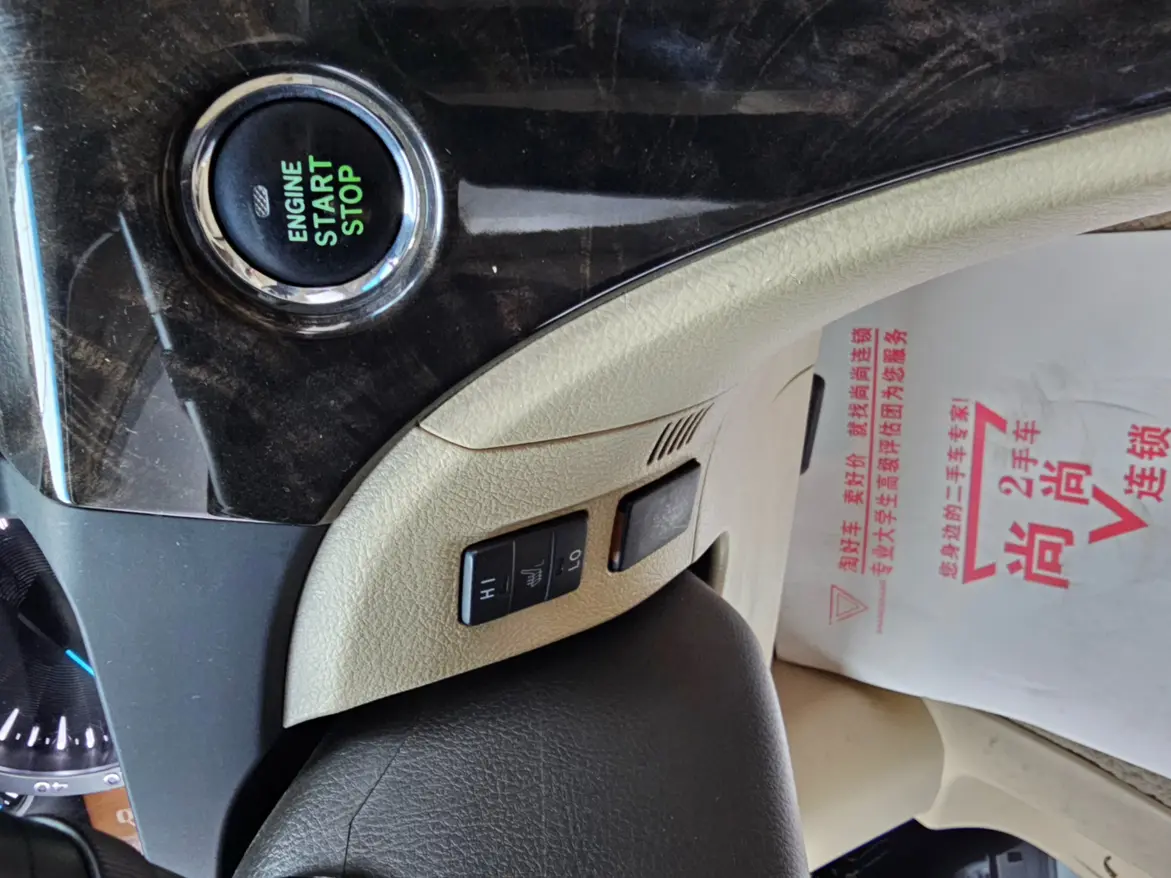 ENGINE
START
STOP
HI
LO
淘好车 卖好价 就找尚尚连锁
专业大学生高级评估团为您服务
您身边的二手车专家!
尚尚
2手车
连锁